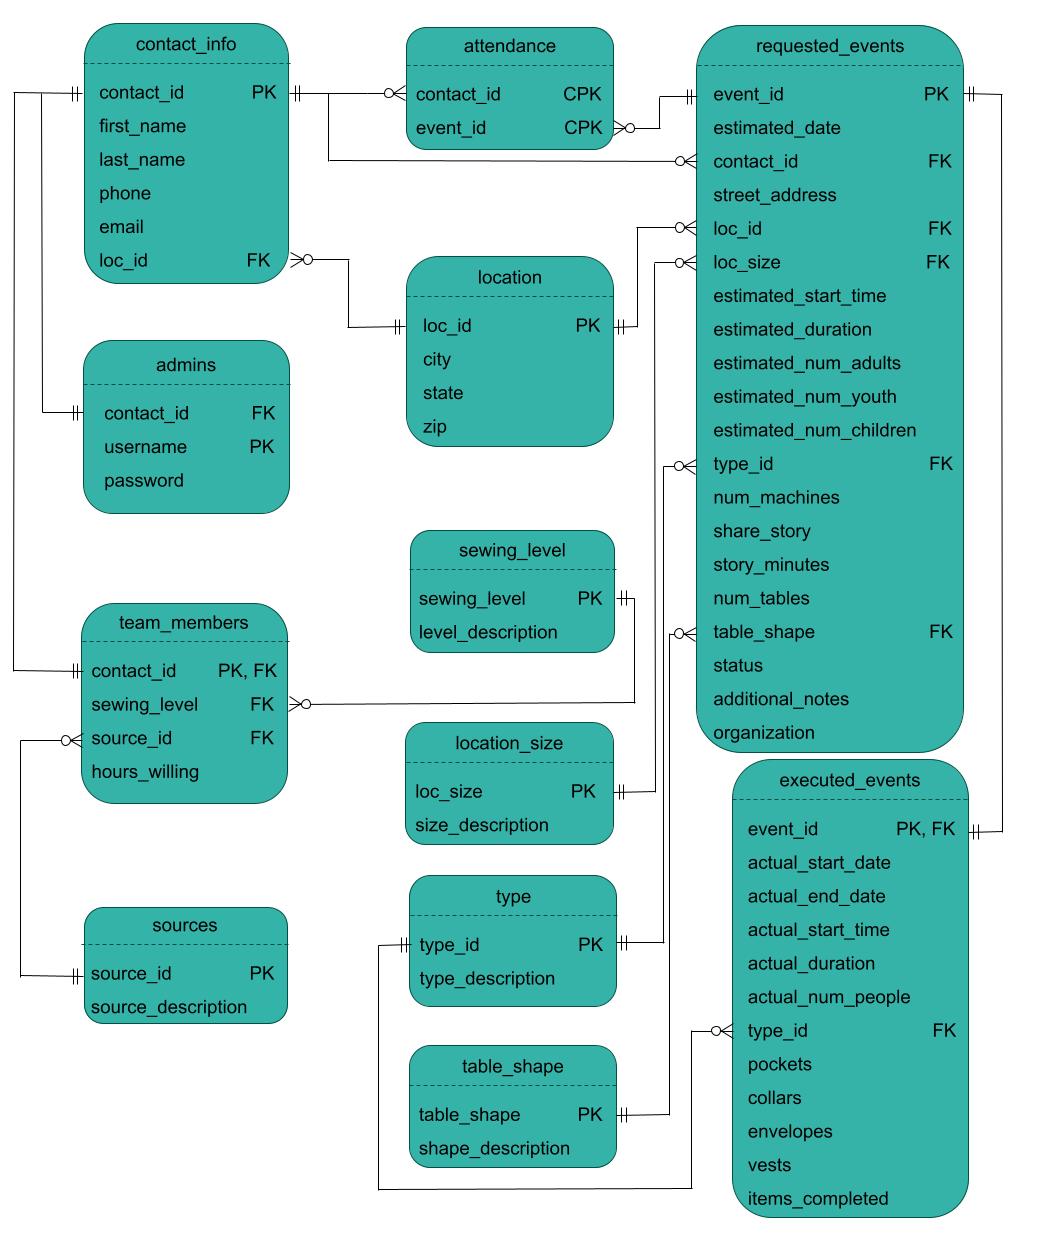 contact_info
contact_id PK
first_name
last_name
phone
email
loc_id FK
attendance
contact_id CPK
event_id CPK
requested_events
event_id PK
estimated_date
contact_id FK
street_address
loc_id FK
loc_size FK
estimated_start_time
estimated_duration
estimated_num_adults
estimated_num_youth
estimated_num_children
type_id FK
num_machines
share_story
story_minutes
num_tables
table_shape FK
status
additional_notes
organization
location
loc_id PK
city
state
zip
admins
contact_id FK
username PK
password
sewing_level
sewing_level PK
level_description
team_members
contact_id PK, FK
sewing_level FK
source_id FK
hours_willing
location_size
loc_size PK
size_description
executed_events
event_id PK, FK
actual_start_date
actual_end_date
actual_start_time
actual_duration
actual_num_people
type_id FK
pockets
collars
envelopes
vests
items_completed
type
type_id PK
type_description
sources
source_id PK
source_description
table_shape
table_shape PK
shape_description